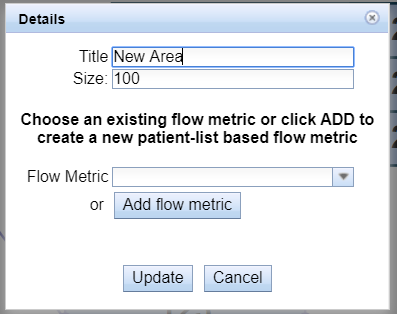 Details
Title New Area
Size: 100
Choose an existing flow metric or click ADD to
create a new patient-list based flow metric
Flow Metric
or Add flow metric
Update Cancel